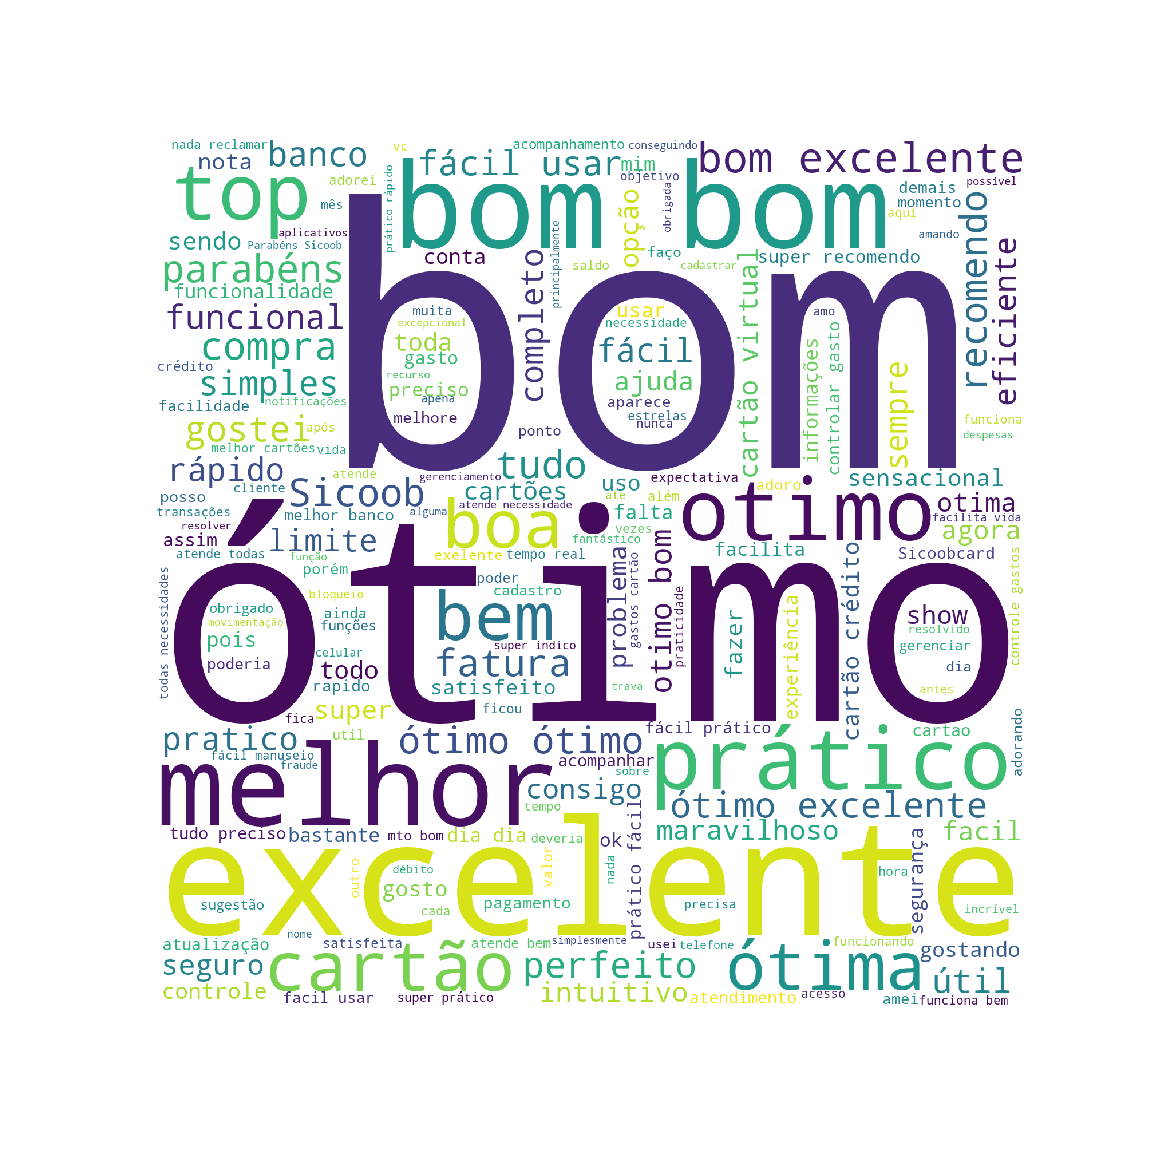 nada reclamar
nota
banco
vc
acompanhamento
conseguindo
fácil usar
mim
bom excelente
top
adorei
mês
prático rápido
bom bom
objetivo
obrigada
demais
momento
possível
aqui
amando
sendo
aplicativos
Parabéns Sicoob
parabéns
funcionalidade
conta
completo
principalmente
opção
faço
saldo
cadastrar
super recomendo
recomendo
eficiente
bom
funcional
compra
crédito
simples
facilidade
notificações
muita
excepcional
toda
gasto
recurso
preciso
apena
melhore
usar
necessidade
fácil
ajuda
aparece
estrelas
nunca
cartão virtual
amo
informações
controlar gasto
sempre
funciona
despesas
gostei
após
melhor cartões
vida
ponto
rápido
atende
gerenciamento
tudo
cartões
uso
expectativa
adoro
sensacional
posso
cliente
Sicoob
transações
resolver
melhor banco
alguma
atende necessidade
boa
até
além
falta
vezes
fantástico
otimo
otima
facilita vida
agora
assim
limite
atende todas
função
porém
exelente
tempo real
problema
gastos cartão
otimo bom
praticidade
facilita
cartão crédito
Sicoobcard
controle gastos
ótimo
todas necessidades
bloqueio
poder
cadastro
obrigado
movimentação
pois
poderia
ainda
funções
celular
todo
rapido
bem
super indico
fatura
satisfeito
trava
fazer
experiência
show
resolvido
gerenciar
dia
antes
fica
super
ficou
util
pratico
fácil manuseio
fraude
ótimo ótimo
fácil prático
acompanhar
sobre
cartao
adorando
melhor
consigo
tempo
prático
ótimo excelente
tudo preciso
bastante
mto bom
dia dia
deveria
ok
prático fácil
maravilhoso
segurança
facil
excelente
outro
débito
gosto
cada
sugestão
pagamento
valor
nada
precisa
hora
incrível
nome
atualização
satisfeita
atende bem
simplesmente
usei
telefone
funcionando
gostando
seguro
cartão
perfeito
ótima
útil
controle
facil usar
super prático
intuitivo
atendimento
acesso
amei
funciona bem